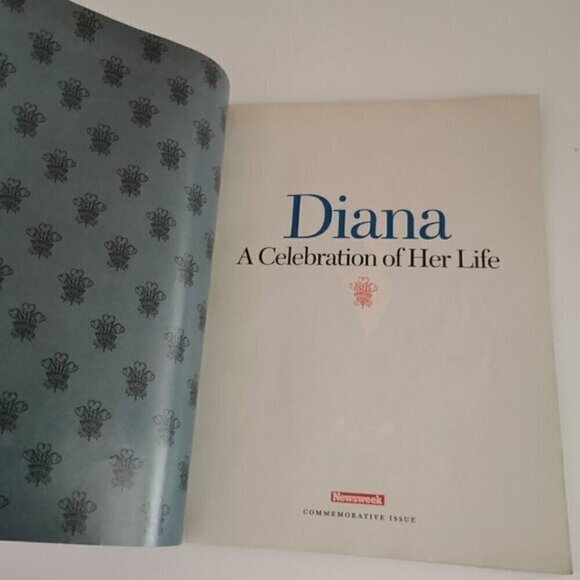 Diana
A Celebration of Her Life
Newsweek
COMMEMORATIVE ISSUE